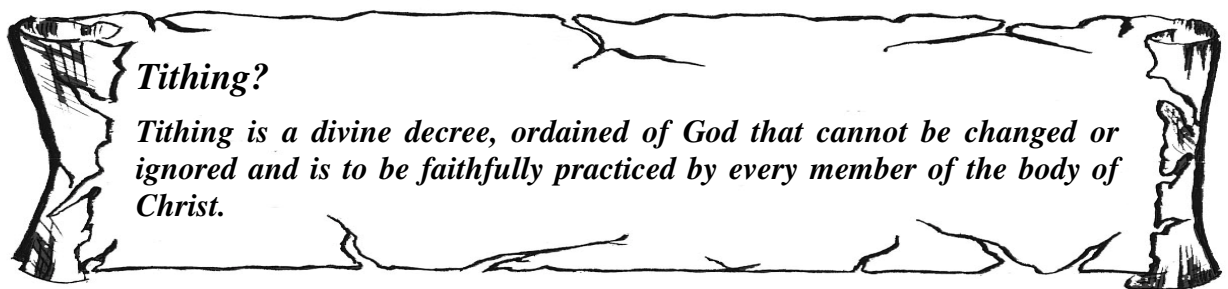 Tithing?
Tithing is a divine decree, ordained of God that cannot be changed or
ignored and is to be faithfully practiced by every member of the body of
Christ.